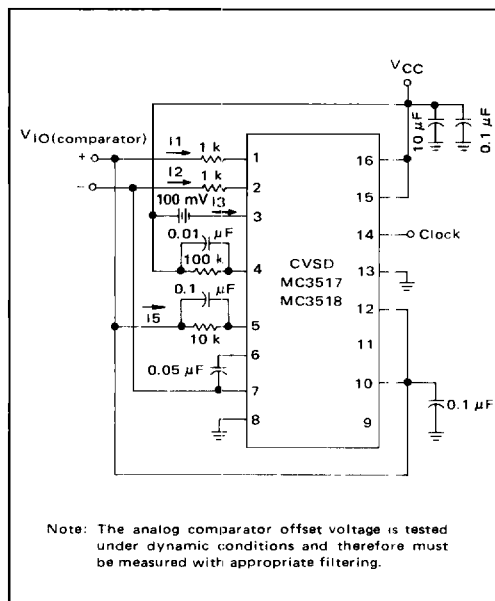 VCC
VIO(comparator)
10 µF
0.1 µF
+
I1
1 k
1
16
−
I2
1 k
2
100 mV
I3
3
15
0.01 µF
14
Clock
100 k
4
CVSD
MC3517
MC3518
13
0.1 µF
12
I5
10 k
5
11
0.05 µF
6
7
10
0.1 µF
8
9
Note: The analog comparator offset voltage is tested
under dynamic conditions and therefore must
be measured with appropriate filtering.